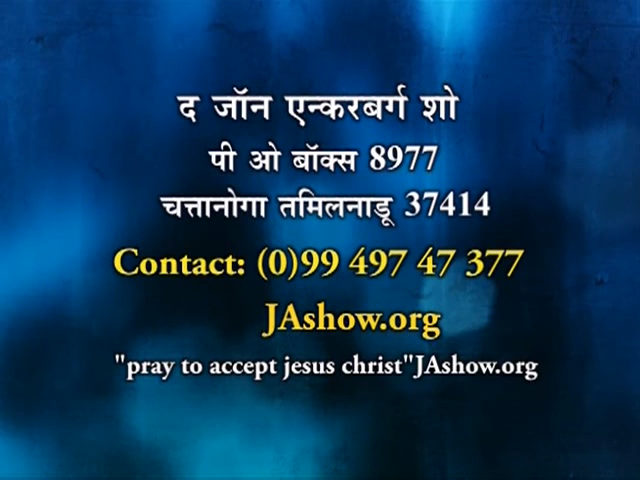 द जॉन एन्करबर्ग शो
पी ओ बॉक्स 8977
चत्तानोगा तमिलनाडू 37414
Contact: (0)99 497 47 377
JAshow.org
"pray to accept jesus christ"JAshow.org